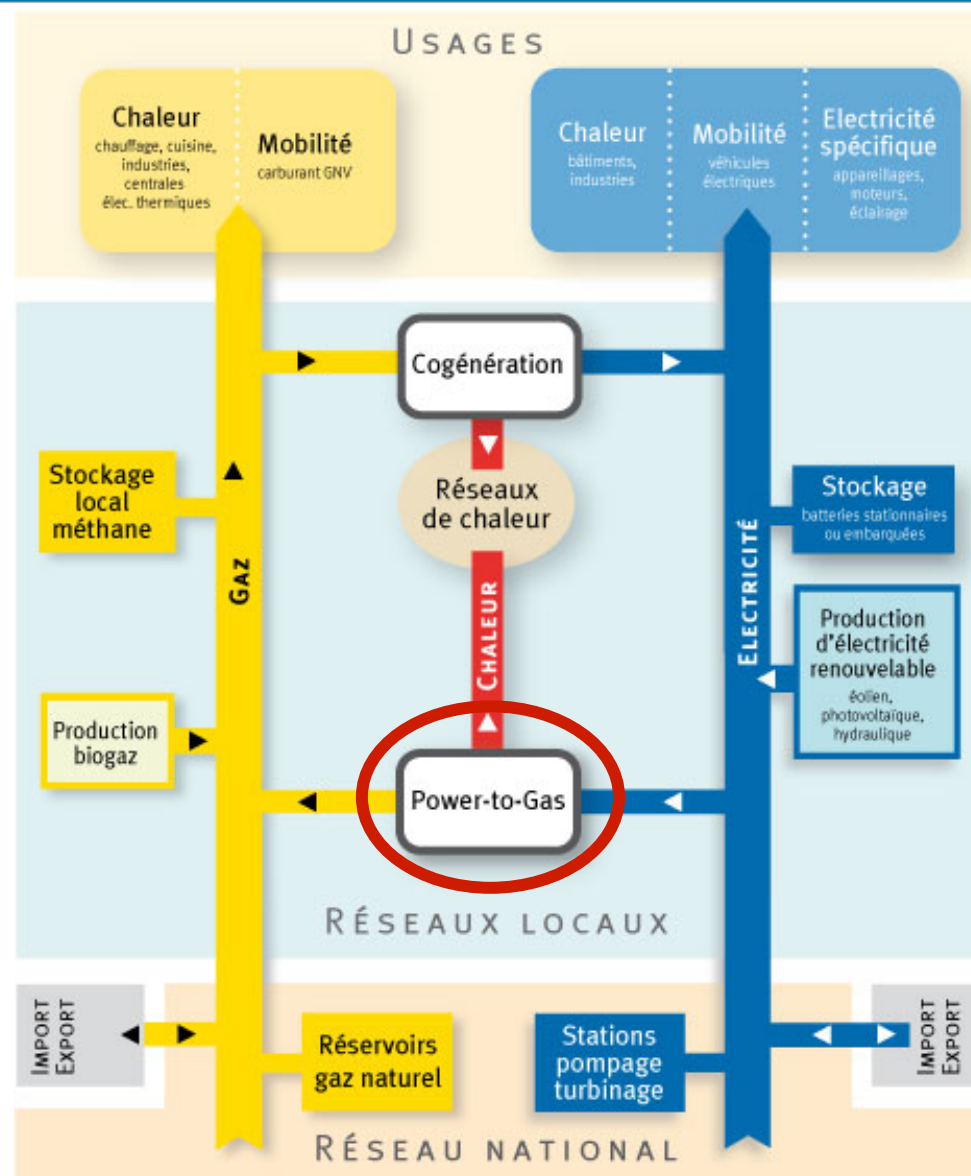 USAGES
Chaleur
chauffage, cuisine,
industries,
centrales
élec. thermiques
Mobilité
carburant GNV
Chaleur
bâtiments,
industries
Mobilité
véhicules
électriques
Electricité
spécifique
appareillages,
moteurs,
éclairage
Cogénération
Stockage
local
méthane
Réseaux
de chaleur
Stockage
batteries stationnaires
ou embarquées
GAZ
CHALEUR
ELECTRICITÉ
Production
d'électricité
renouvelable
éolien,
photovoltaïque,
hydraulique
Production
biogaz
Power-to-Gas
RÉSEAUX LOCAUX
IMPORT
EXPORT
Réservoirs
gaz naturel
Stations
pompage
turbinage
IMPORT
EXPORT
RÉSEAU NATIONAL